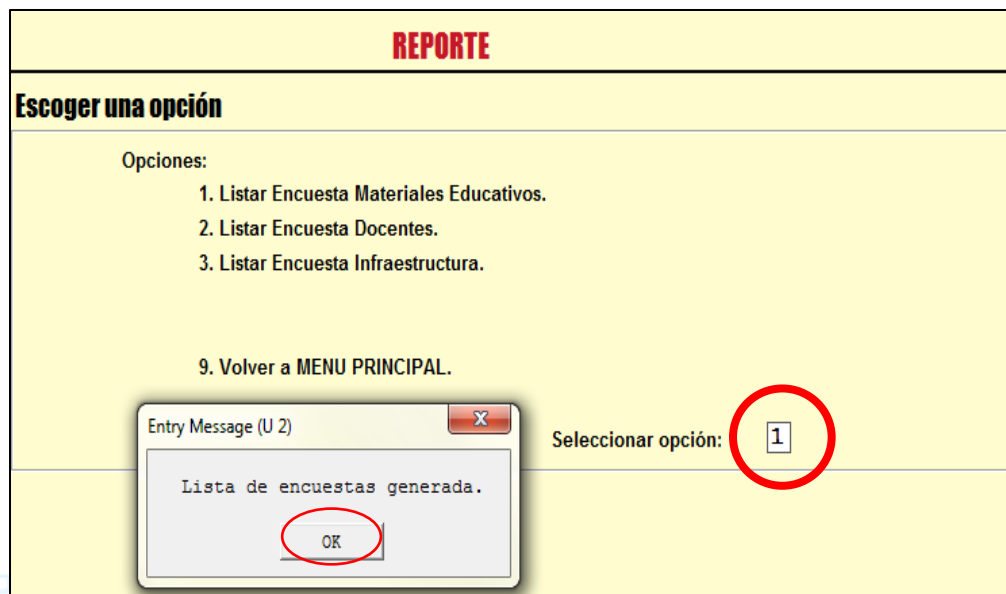 REPORTE
Escoger una opción
Opciones:
1. Listar Encuesta Materiales Educativos.
2. Listar Encuesta Docentes.
3. Listar Encuesta Infraestructura.
9. Volver a MENU PRINCIPAL.
Entry Message (U 2)
Seleccionar opción: 1
Lista de encuestas generada.
OK